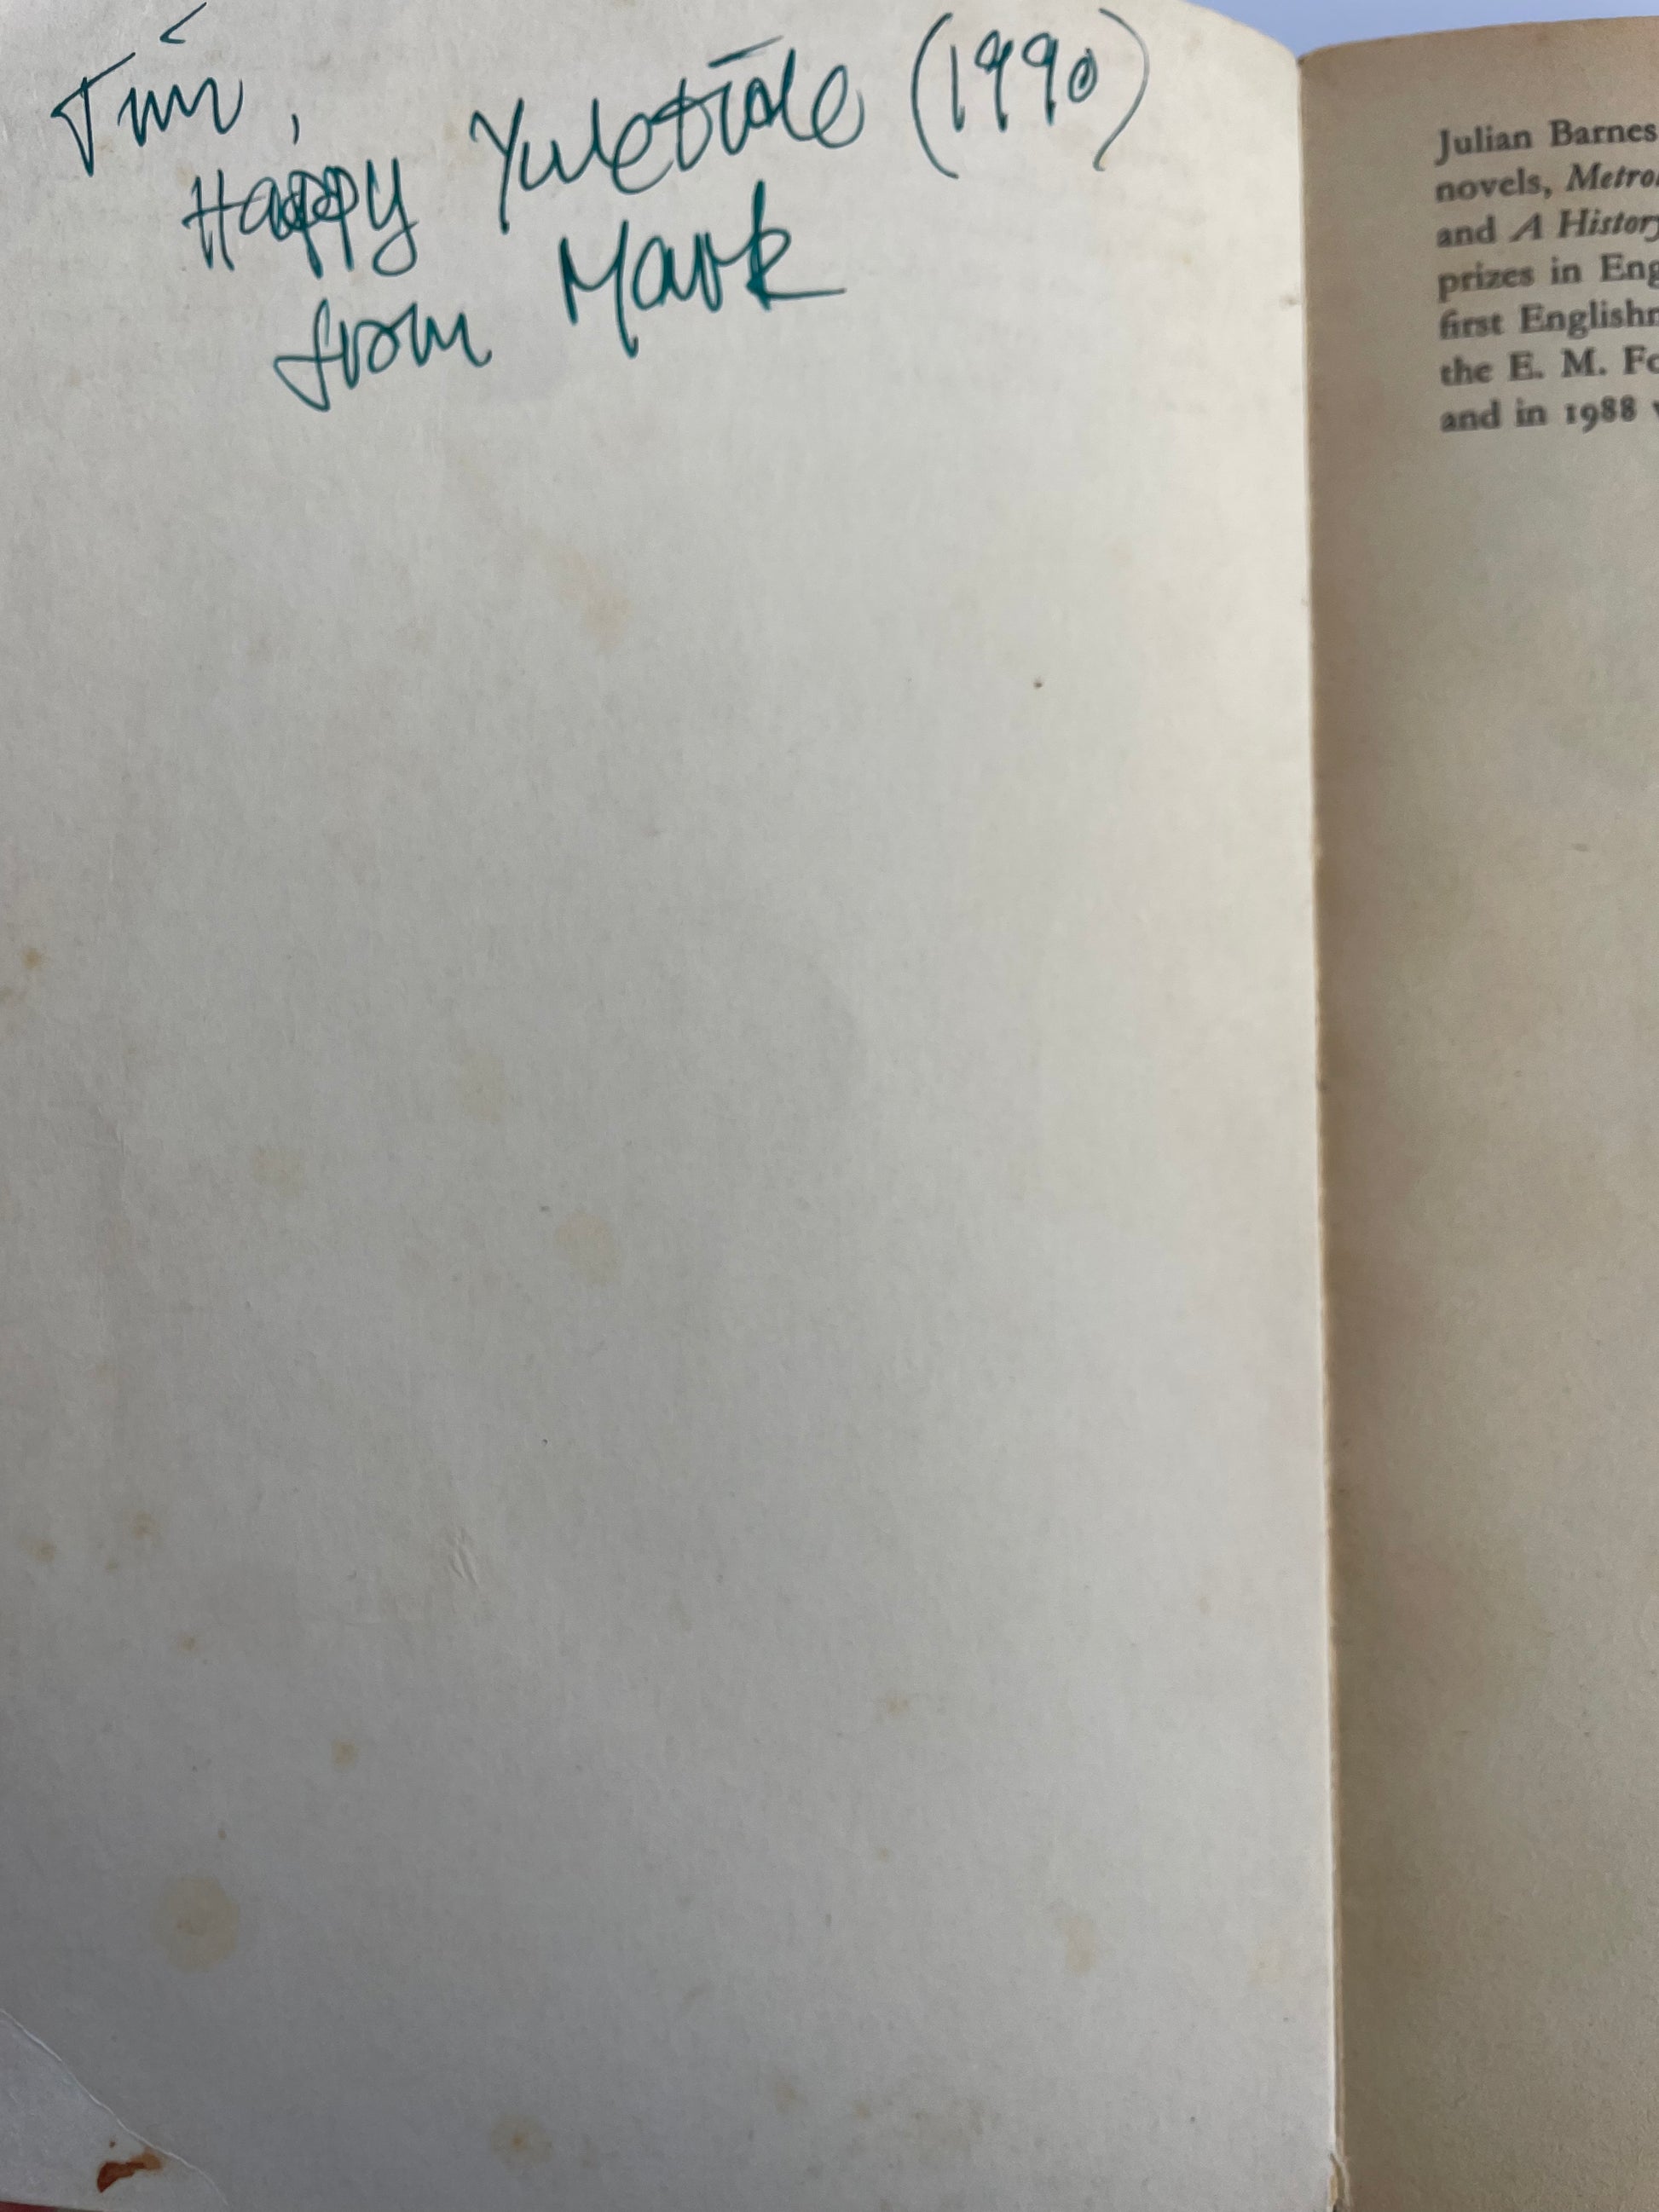 Tim,
Happy Yuletide (1990)
from Mark
Julian Barnes
novels, Metro
and A History
prizes in Eng
first English
the E. M. Fo
and in 1988